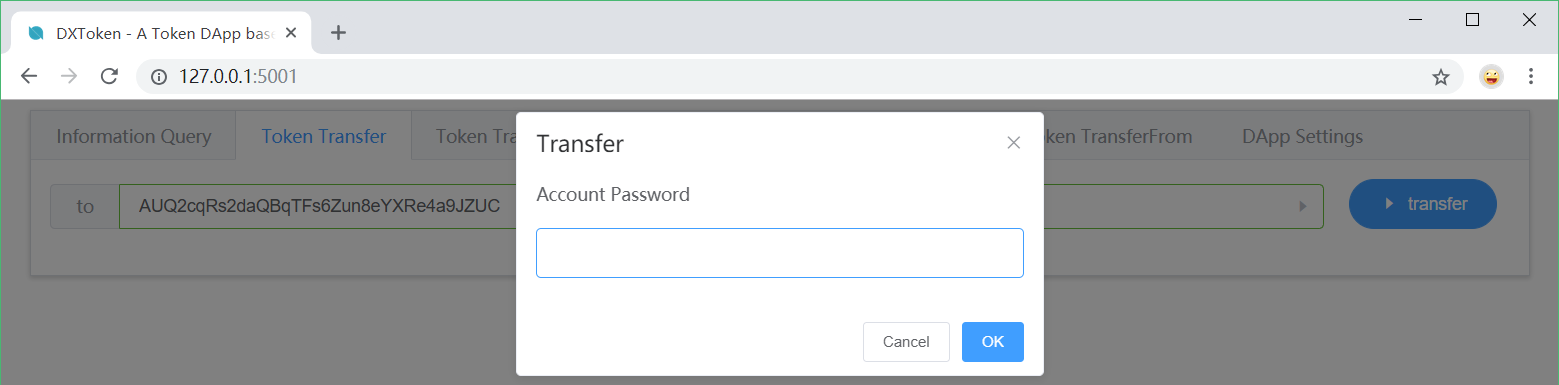 DXToken - A Token DApp bas
127.0.0.1:5001
Information Query
Token Transfer
Token Tra
ken TransferFrom
DApp Settings
to
AUQ2cqRs2daQBqTFs6Zun8eYXRe4a9JZUC
transfer
Transfer
Account Password
Cancel
OK